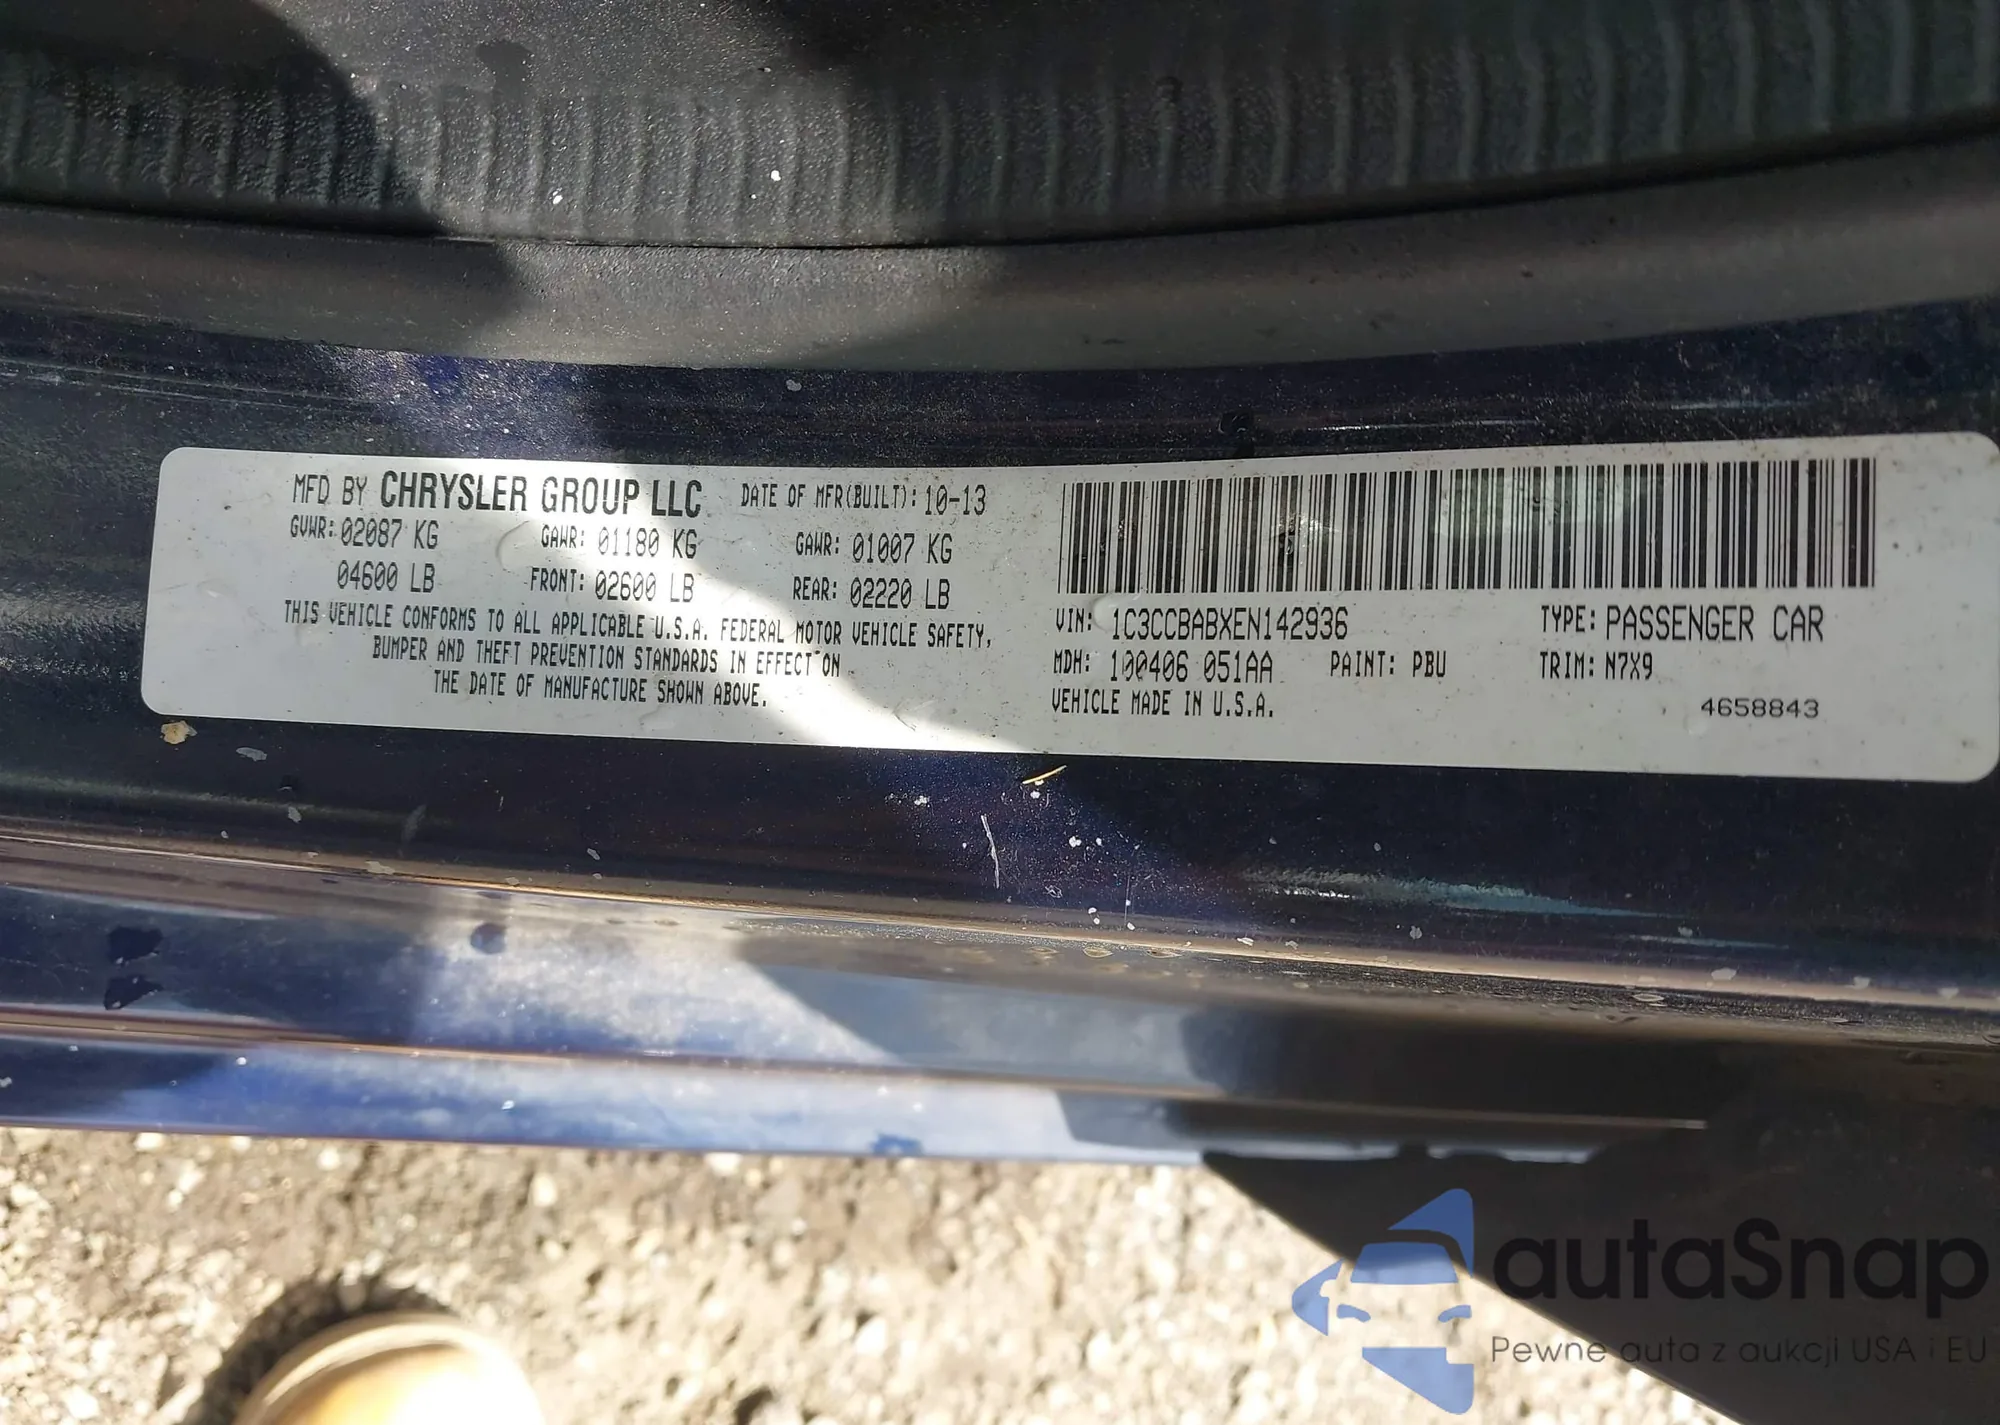 MFD BY CHRYSLER GROUP LLC DATE OF MFR(BUILT): 10-13
GVWR: 02087 KG GAWR: 01180 KG GAWR: 01007 KG
04600 LB FRONT: 02600 LB REAR: 02220 LB
THIS VEHICLE CONFORMS TO ALL APPLICABLE U.S.A. FEDERAL MOTOR VEHICLE SAFETY,
BUMPER AND THEFT PREVENTION STANDARDS IN EFFECT ON
THE DATE OF MANUFACTURE SHOWN ABOVE.
VIN: 1C3CCBABXEN142936 TYPE: PASSENGER CAR
MDH: 100406 051AA PAINT: PBU TRIM: N7X9
VEHICLE MADE IN U.S.A. 4658843
autaSnap
Pewne auta z aukcji USA i EU